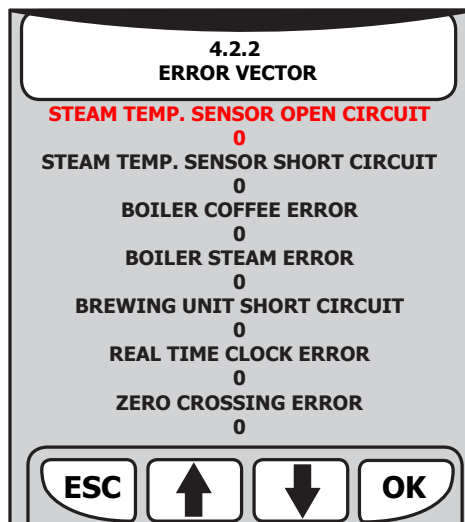 4.2.2
ERROR VECTOR
STEAM TEMP. SENSOR OPEN CIRCUIT
0
STEAM TEMP. SENSOR SHORT CIRCUIT
0
BOILER COFFEE ERROR
0
BOILER STEAM ERROR
0
BREWING UNIT SHORT CIRCUIT
0
REAL TIME CLOCK ERROR
0
ZERO CROSSING ERROR
0
ESC OK